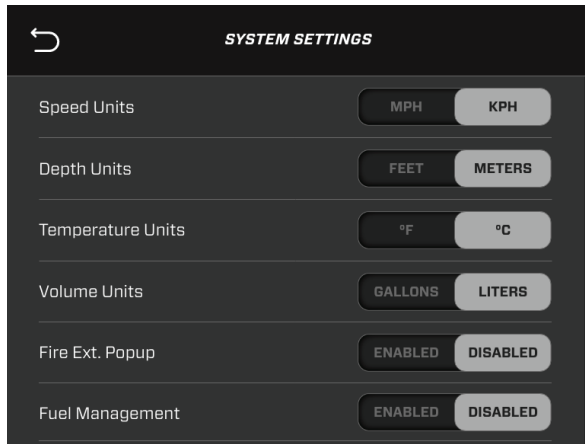 SYSTEM SETTINGS
Speed Units MPH KPH
Depth Units FEET METERS
Temperature Units °F °C
Volume Units GALLONS LITERS
Fire Ext. Popup ENABLED DISABLED
Fuel Management ENABLED DISABLED